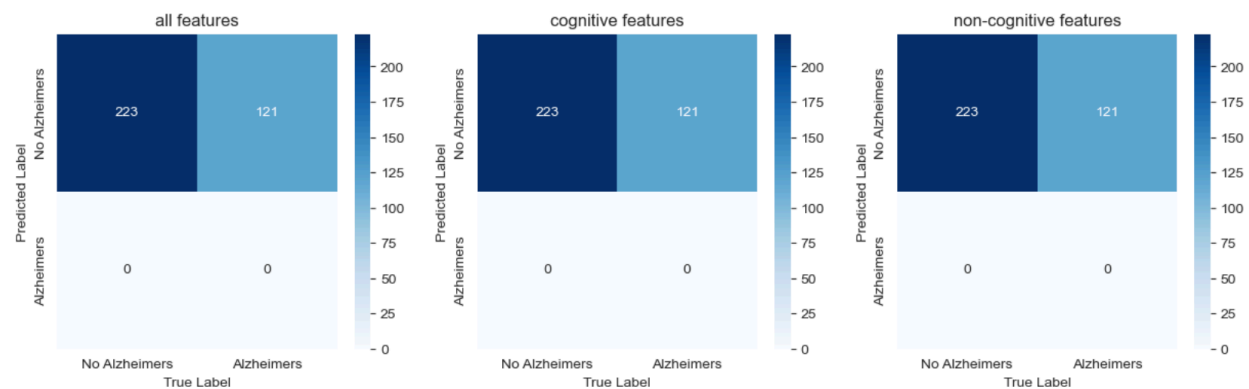 all features
No Alzheimers
Alzheimers
Predicted Label
223
121
0
0
200
175
150
125
100
75
50
25
0
No Alzheimers
Alzheimers
True Label
cognitive features
No Alzheimers
Alzheimers
Predicted Label
223
121
0
0
200
175
150
125
100
75
50
25
0
No Alzheimers
Alzheimers
True Label
non-cognitive features
No Alzheimers
Alzheimers
Predicted Label
223
121
0
0
200
175
150
125
100
75
50
25
0
No Alzheimers
Alzheimers
True Label